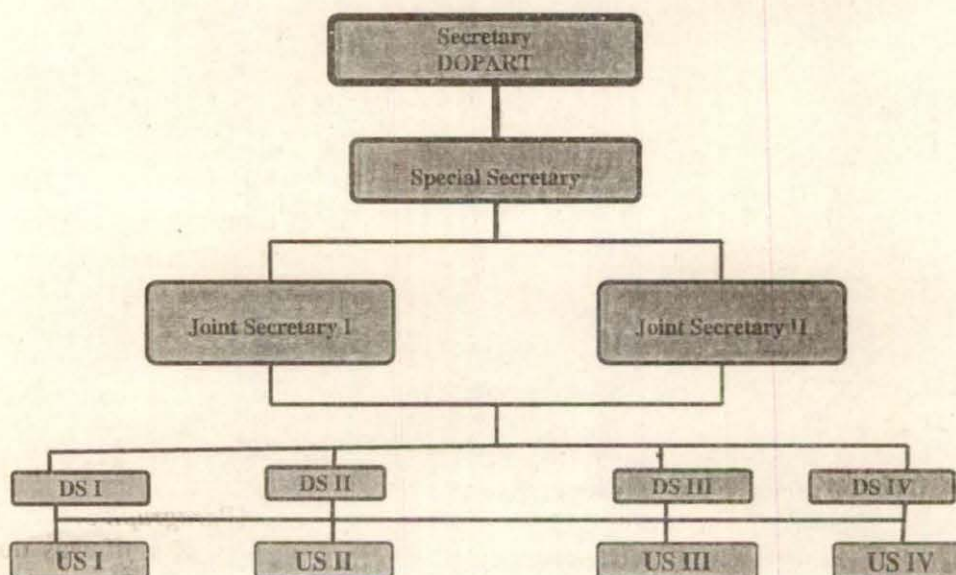 Secretary
DOPART
Special Secretary
Joint Secretary I
Joint Secretary II
DS I
DS II
DS III
DS IV
US I
US II
US III
US IV